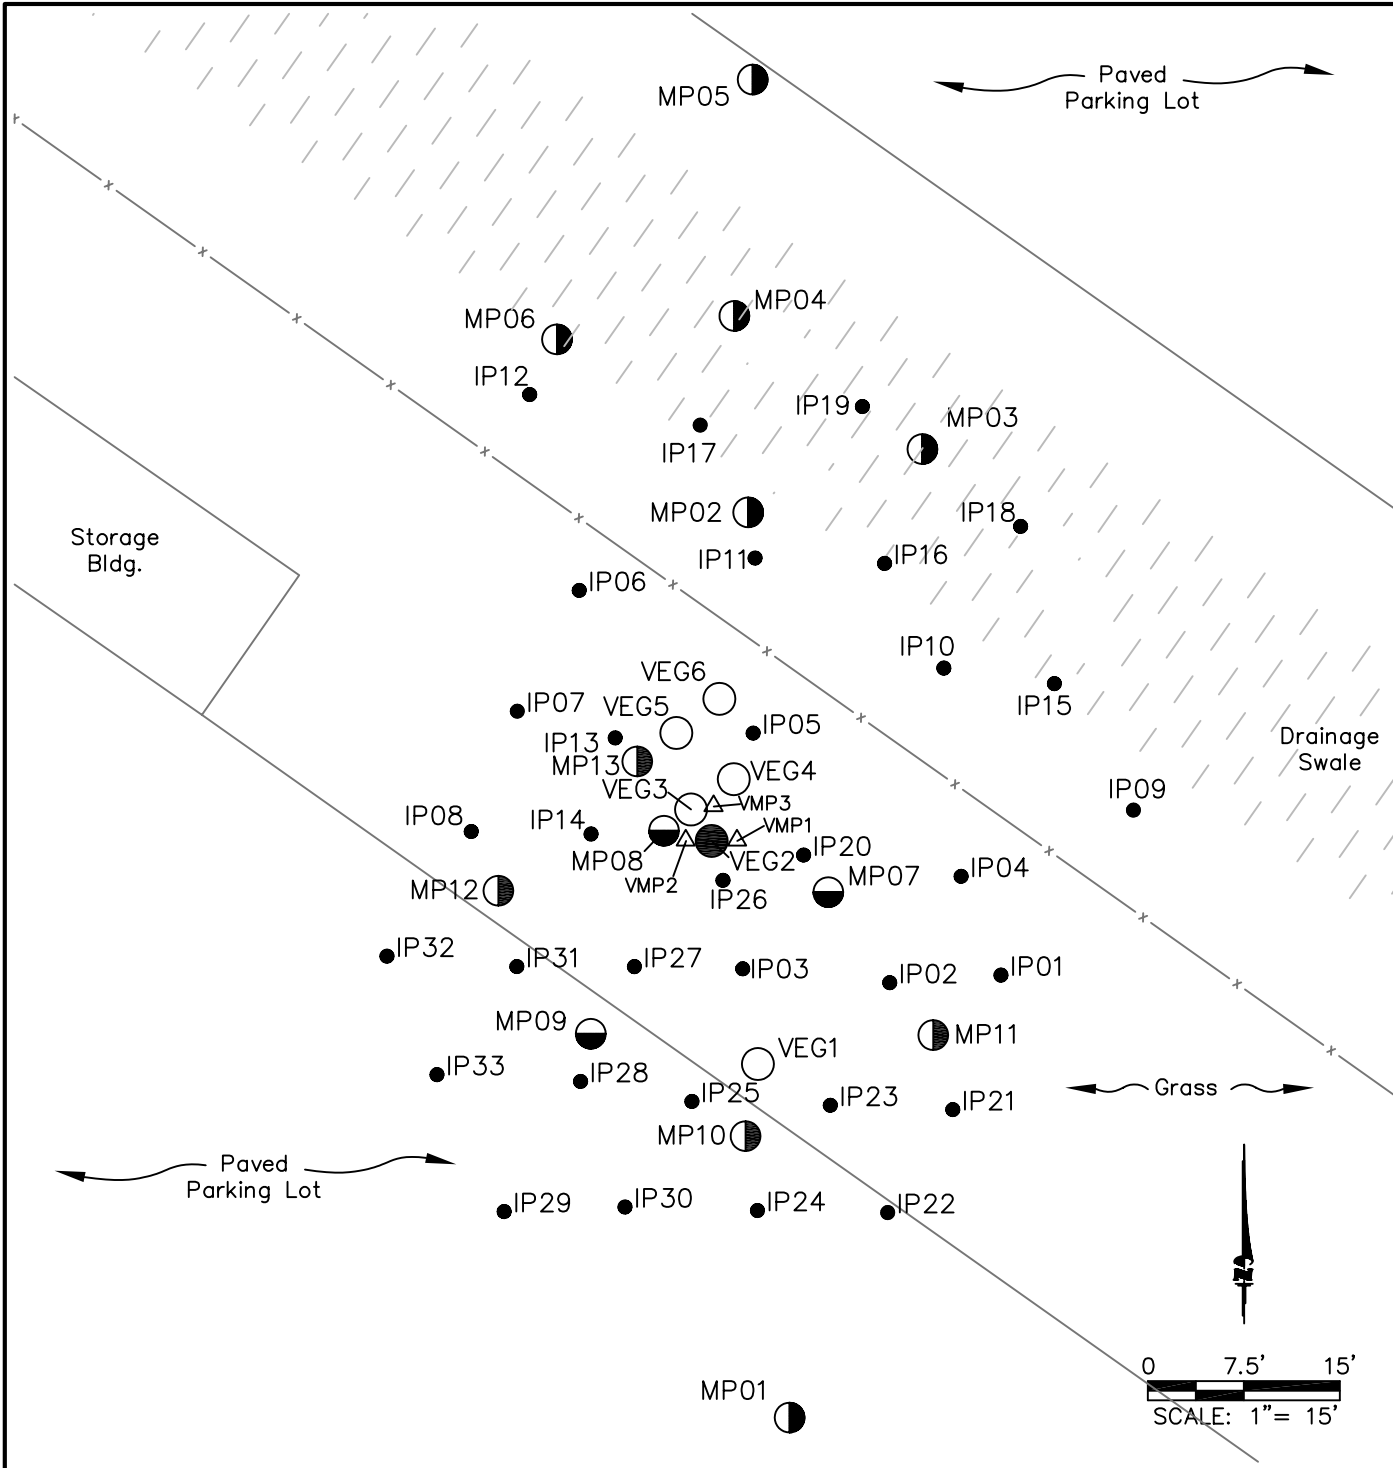 Paved
Parking Lot
MP05
MP04
MP06
IP12
IP19
MP03
IP17
MP02
IP18
IP11
IP16
Storage
Bldg.
IP06
IP10
VEG6
IP15
IP07
VEG5
IP05
IP13
MP13
Drainage
Swale
VEG4
VEG3
VMP3
IP09
IP08
IP14
VMP1
MP08
VEG2
IP20
VMP2
IP26
MP07
IP04
MP12
IP32
IP31
IP27
IP03
IP02
IP01
MP09
MP11
VEG1
IP33
IP28
Grass
IP25
IP23
IP21
MP10
Paved
Parking Lot
IP29
IP30
IP24
IP22
N
0 7.5' 15'
SCALE: 1"= 15'
MP01